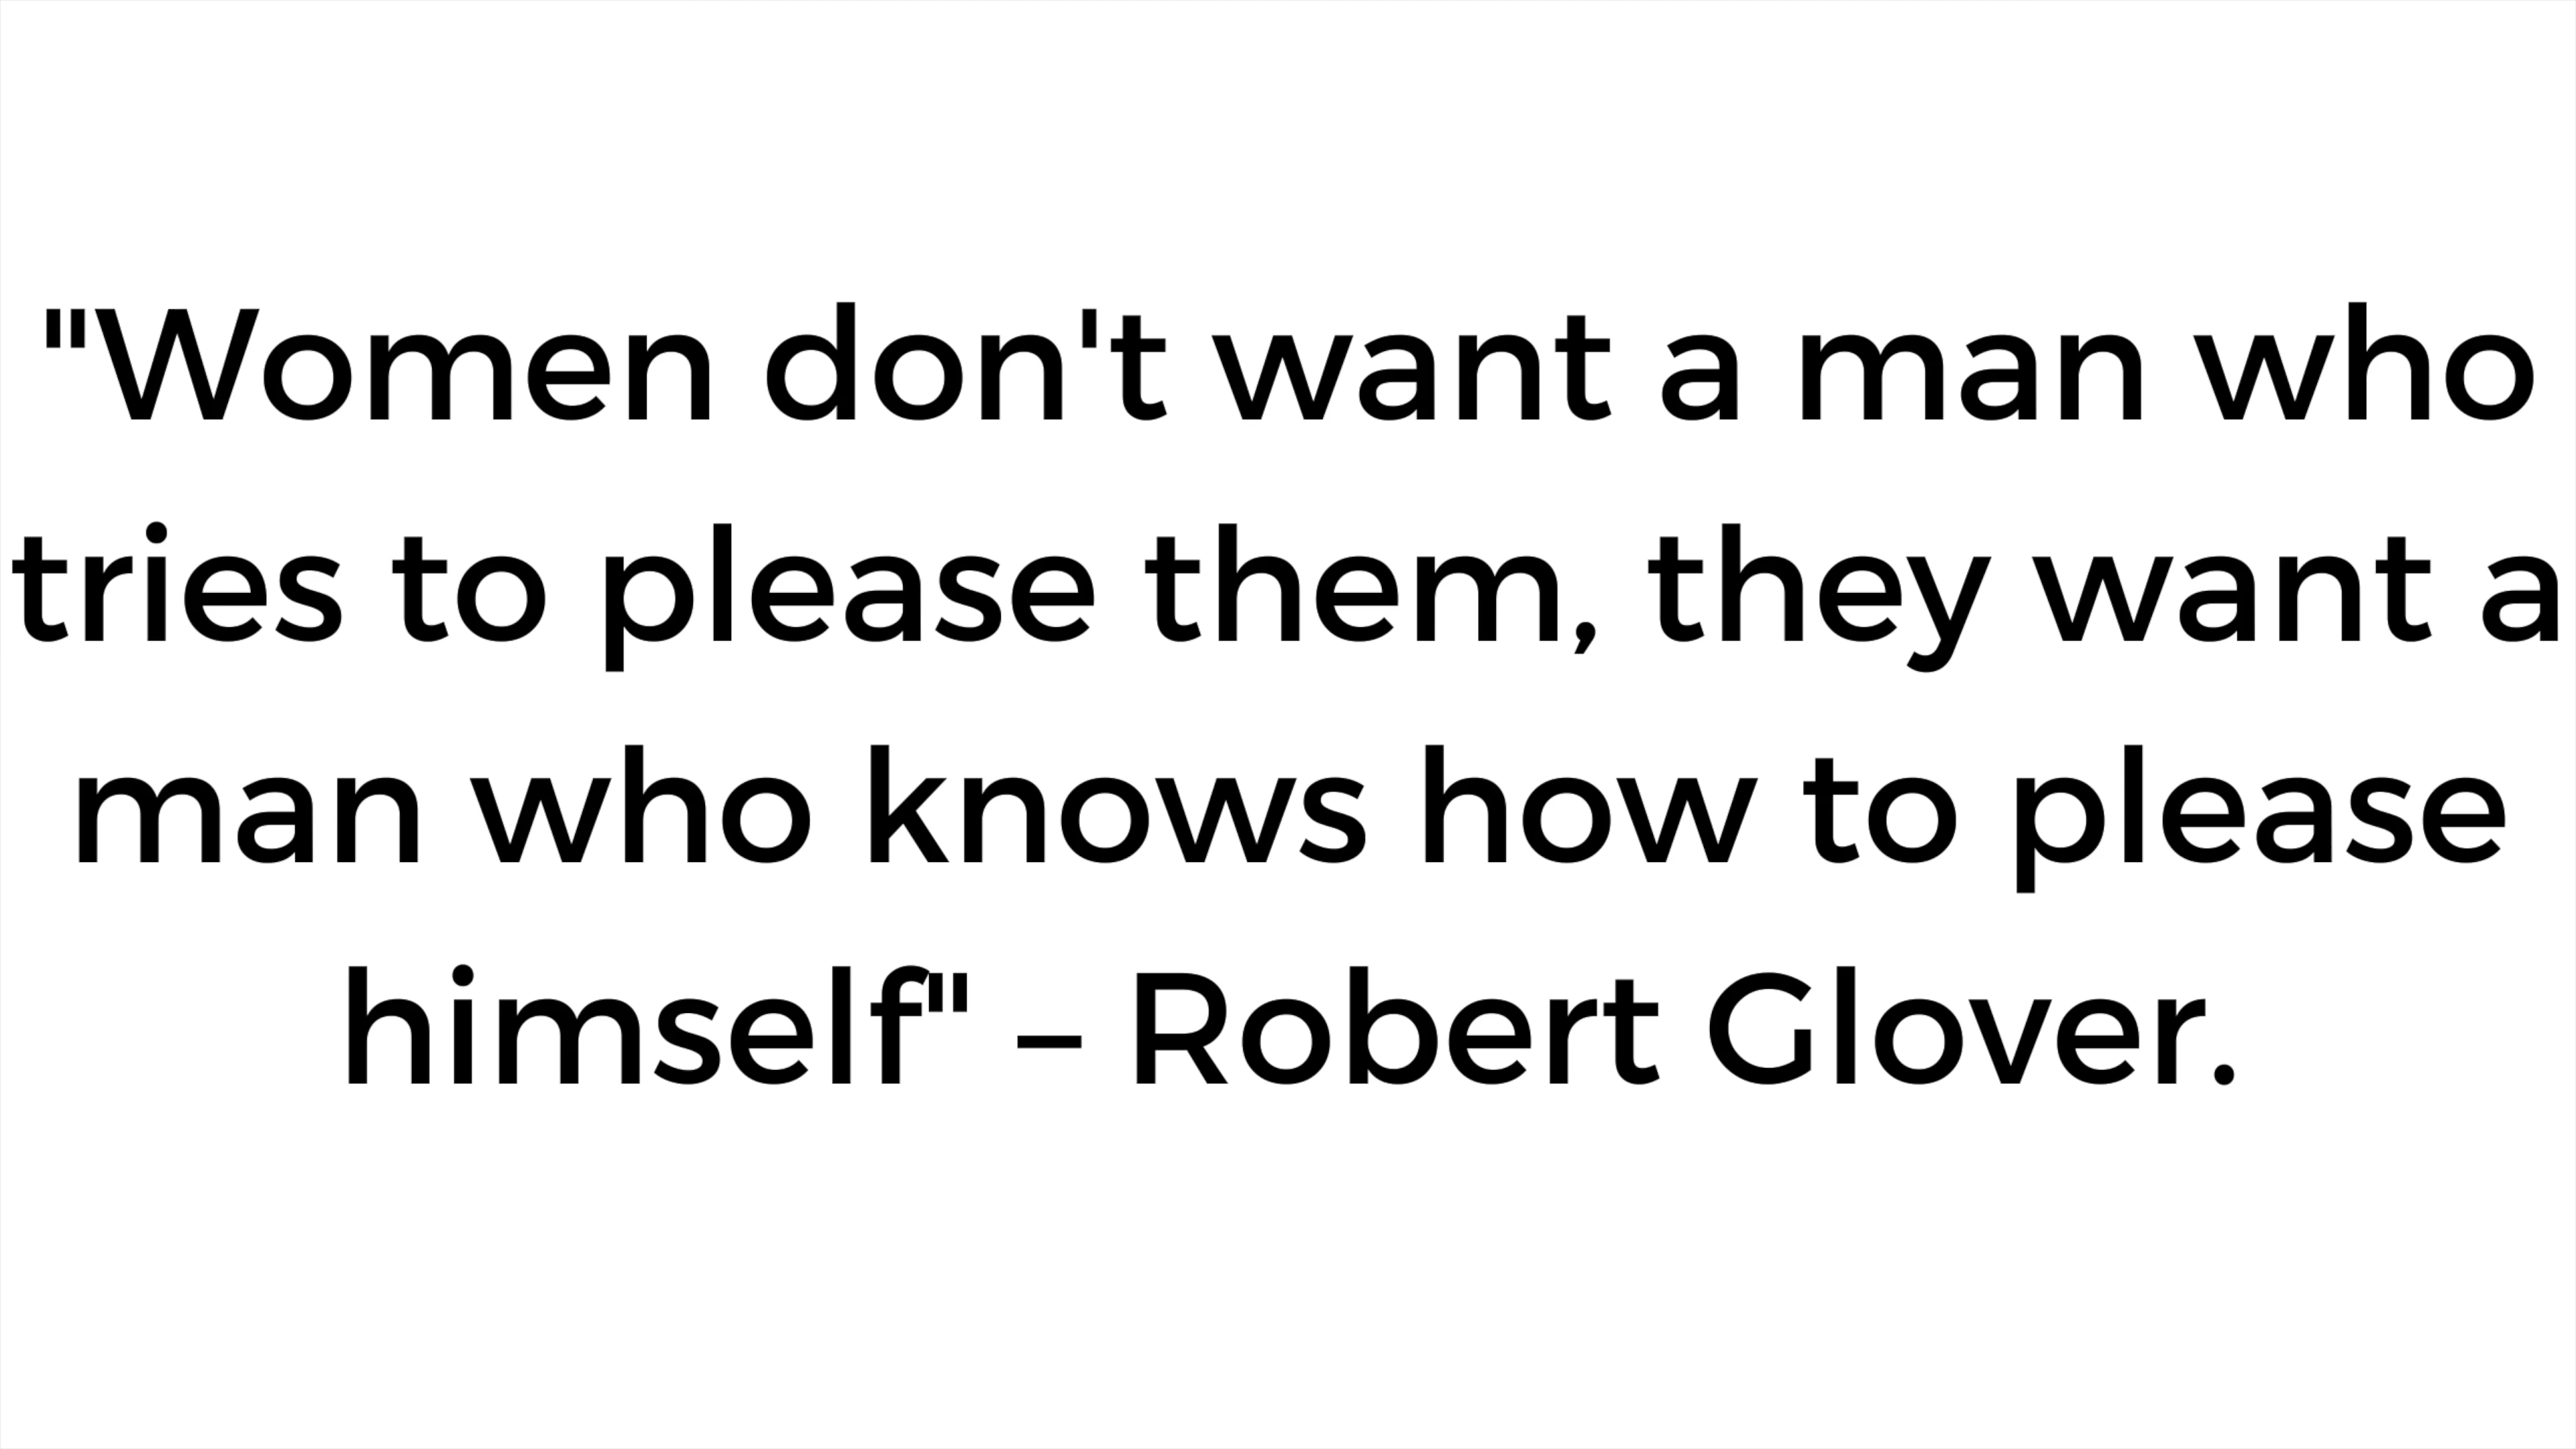 "Women don't want a man who
tries to please them, they want a
man who knows how to please
himself" – Robert Glover.